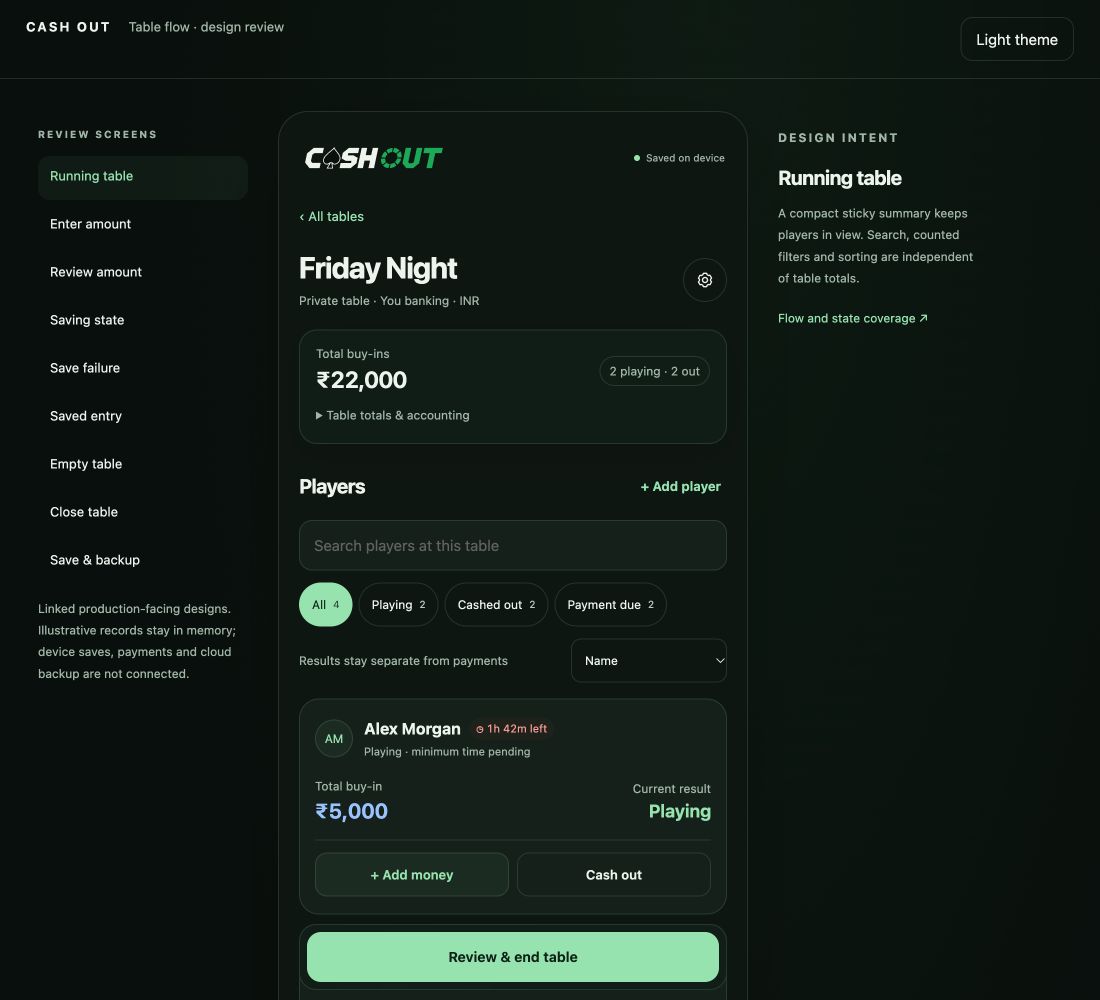 CASH OUT Table flow · design review
Light theme
REVIEW SCREENS
Running table
Enter amount
Review amount
Saving state
Save failure
Saved entry
Empty table
Close table
Save & backup
Linked production-facing designs.
Illustrative records stay in memory;
device saves, payments and cloud
backup are not connected.
CASHOUT
Saved on device
‹ All tables
Friday Night
Private table · You banking · INR
Total buy-ins
₹22,000
2 playing · 2 out
Table totals & accounting
Players
+ Add player
Search players at this table
All 4
Playing 2
Cashed out 2
Payment due 2
Results stay separate from payments
Name
AM
Alex Morgan
1h 42m left
Playing · minimum time pending
Total buy-in
₹5,000
Current result
Playing
+ Add money
Cash out
Review & end table
DESIGN INTENT
Running table
A compact sticky summary keeps
players in view. Search, counted
filters and sorting are independent
of table totals.
Flow and state coverage ↗